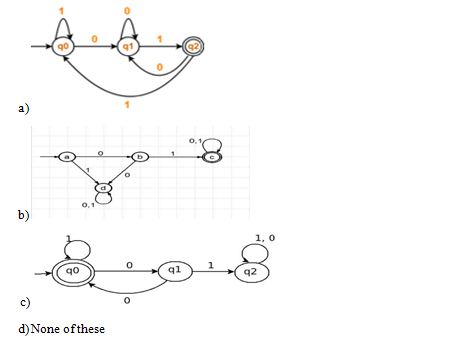 1 0
q0 0 q1 1 q2
0
1
a)
0,1
a 0 b 1 c
1 0
d
0,1
b)
1 1, 0
q0 0 q1 1 q2
0
c)
d)None of these